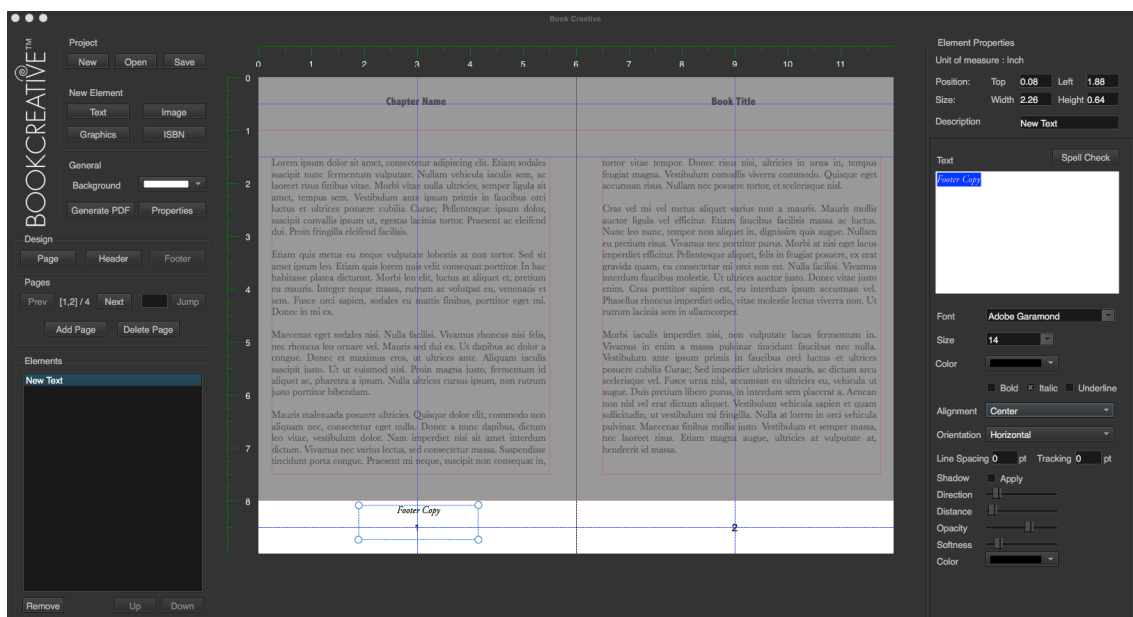 Book Creative
BOOKCREATIVE™
Project
New Open Save
New Element
Text Image
Graphics ISBN
General
Background
Generate PDF Properties
Design
Page Header Footer
Pages
Prev [1,2] / 4 Next Jump
Add Page Delete Page
Elements
New Text
Remove Up Down
0 1 2 3 4 5 6 7 8 9 10 11
0
1
2
3
4
5
6
7
8
Chapter Name
Lorem ipsum dolor sit amet, consectetur adipiscing elit. Etiam sodales
suscipit nunc fermentum vulputate. Nullam vehicula iaculis sem, ac
laoreet risus finibus vitae. Morbi vitae nulla ultricies, semper ligula sit
amet, tempus sem. Vestibulum ante ipsum primis in faucibus orci
luctus et ultrices posuere cubilia Curae; Pellentesque ipsum dolor,
suscipit convallis ipsum ut, egestas lacinia tortor. Praesent ac eleifend
dui. Proin fringilla eleifend facilisis.
Etiam quis metus eu neque vulputate lobortis at non tortor. Sed sit
amet ipsum leo. Etiam quis lorem quis velit consequat porttitor. In hac
habitasse platea dictumst. Morbi leo elit, luctus at aliquet et, pretium
eu mauris. Integer neque massa, rutrum ac volutpat eu, venenatis et
sem. Fusce orci sapien, sodales eu mattis finibus, porttitor eget mi.
Donec in mi ex.
Maecenas eget sodales nisi. Nulla facilisi. Vivamus rhoncus nisi felis,
nec rhoncus leo ornare vel. Mauris sed dui ex. Ut dapibus ac dolor a
congue. Donec et maximus eros, ut ultrices ante. Aliquam iaculis
suscipit justo. Ut ut euismod nisl. Proin magna justo, fermentum id
aliquet ac, pharetra a ipsum. Nulla ultrices cursus ipsum, non rutrum
justo porttitor bibendum.
Mauris malesuada posuere ultricies. Quisque dolor elit, commodo non
aliquam nec, consectetur eget nulla. Donec a nunc dapibus, dictum
leo vitae, vestibulum dolor. Nam imperdiet nisi sit amet interdum
dictum. Vivamus nec varius lectus, sed consectetur massa. Suspendisse
tincidunt porta congue. Praesent mi neque, suscipit non consequat in,
Footer Copy
1
Book Title
tortor vitae tempor. Donec risus nisi, ultricies in urna in, tempus
feugiat magna. Vestibulum convallis viverra commodo. Quisque eget
accumsan risus. Nullam nec posuere tortor, et scelerisque nisl.
Cras vel mi vel metus aliquet varius non a mauris. Mauris mollis
auctor ligula vel efficitur. Etiam faucibus facilisis massa ac luctus.
Nunc leo nunc, tempor non aliquet in, dignissim quis augue. Nullam
eu pretium risus. Vivamus nec porttitor purus. Morbi at nisi eget lacus
imperdiet efficitur. Pellentesque aliquet, felis in feugiat posuere, ex erat
gravida quam, eu consectetur mi orci non est. Nulla facilisi. Vivamus
interdum faucibus molestie. Ut ultrices auctor justo. Donec vitae justo
enim. Cras porttitor sapien est, eu interdum ipsum accumsan vel.
Phasellus rhoncus imperdiet odio, vitae molestie lectus viverra non. Ut
rutrum lacinia sem in ullamcorper.
Morbi iaculis imperdiet nisi, non vulputate lacus fermentum in.
Vivamus in enim a massa pulvinar tincidunt faucibus nec nulla.
Vestibulum ante ipsum primis in faucibus orci luctus et ultrices
posuere cubilia Curae; Sed imperdiet ultricies mauris, ac dictum arcu
scelerisque vel. Fusce urna nisl, accumsan eu ultricies eu, vehicula ut
augue. Duis pretium libero purus, in interdum sem placerat a. Aenean
non nisl vel erat dictum aliquet. Vestibulum vehicula sapien et quam
sollicitudin, ut vestibulum mi fringilla. Nulla at lorem in orci vehicula
pulvinar. Maecenas finibus mollis justo. Vestibulum et semper massa,
nec laoreet risus. Etiam magna augue, ultricies at vulputate at,
hendrerit id massa.
2
Element Properties
Unit of measure : Inch
Position: Top 0.08 Left 1.88
Size: Width 2.26 Height 0.64
Description New Text
Text Spell Check
Footer Copy
Font Adobe Garamond
Size 14
Color
Bold Italic Underline
Alignment Center
Orientation Horizontal
Line Spacing 0 pt Tracking 0 pt
Shadow Apply
Direction
Distance
Opacity
Softness
Color